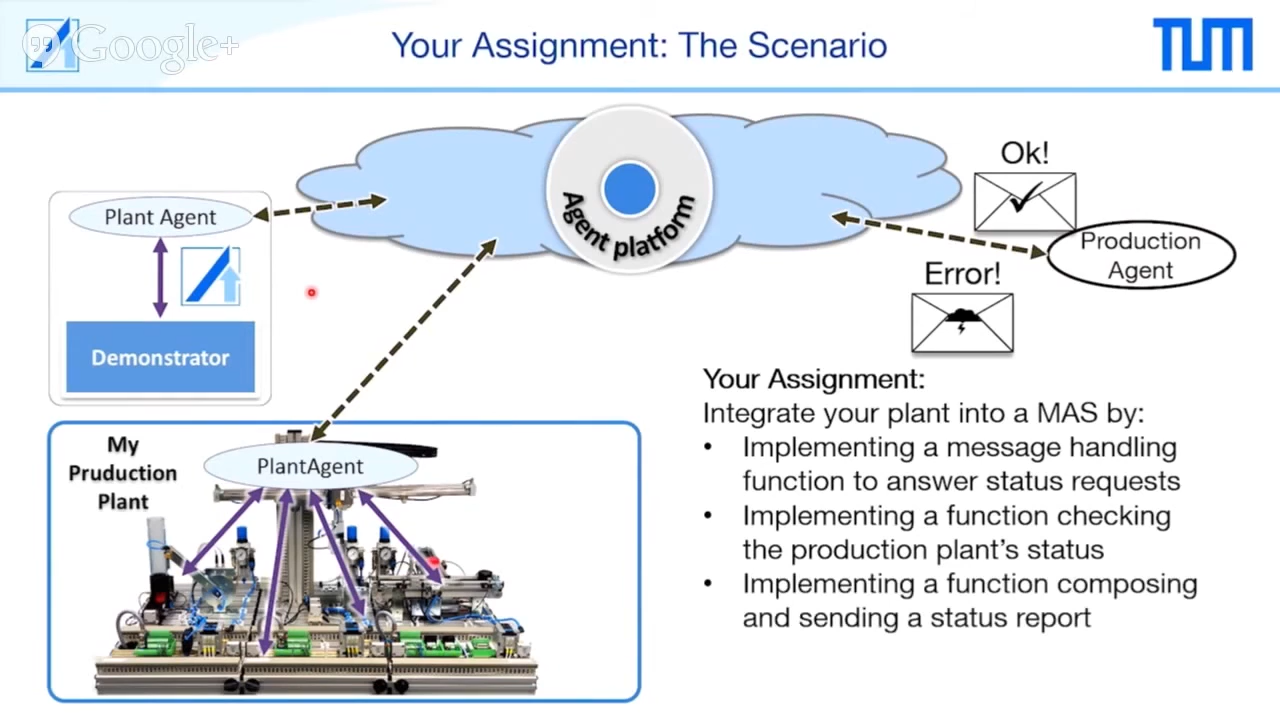 Google+
Your Assignment: The Scenario
TUM
Agent platform
Plant Agent
Demonstrator
Ok!
Production
Agent
Error!
My
Pruduction
Plant
PlantAgent
Your Assignment:
Integrate your plant into a MAS by:
• Implementing a message handling
function to answer status requests
• Implementing a function checking
the production plant's status
• Implementing a function composing
and sending a status report